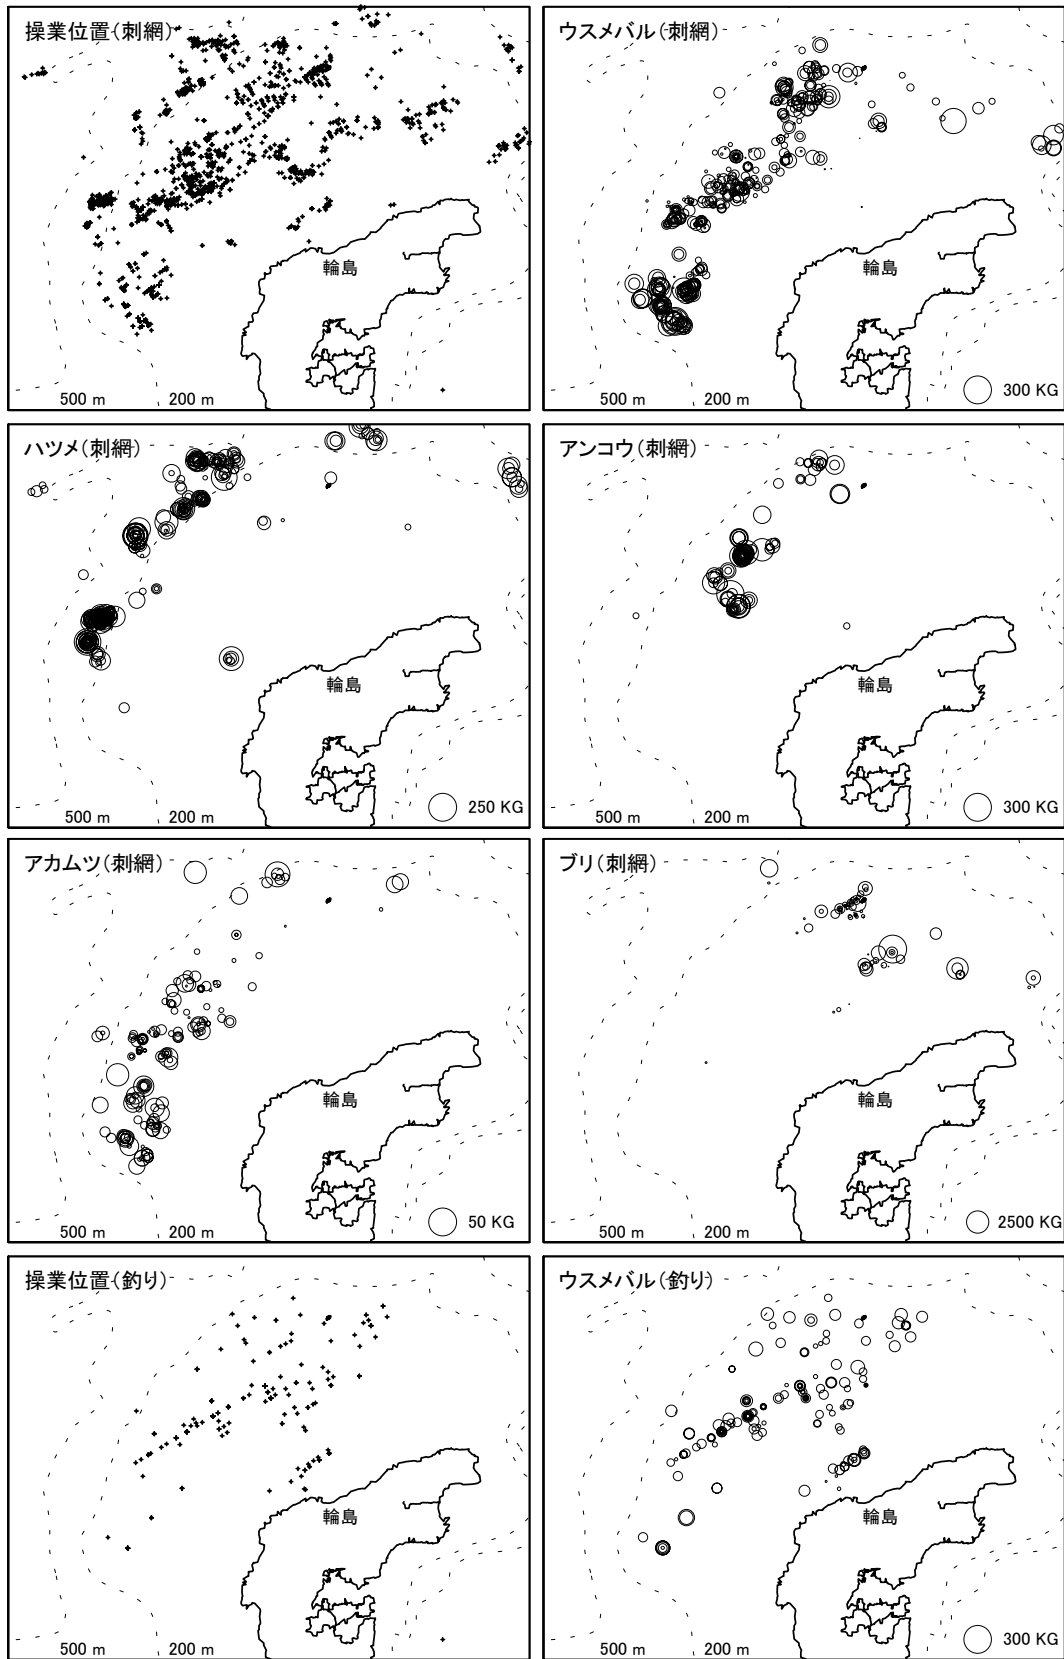 操業位置(刺網)
輪島
500 m 200 m
ウスメバル(刺網)
輪島
500 m 200 m 300 KG
ハツメ(刺網)
輪島
500 m 200 m 250 KG
アンコウ(刺網)
輪島
500 m 200 m 300 KG
アカムツ(刺網)
輪島
500 m 200 m 50 KG
ブリ(刺網)
輪島
500 m 200 m 2500 KG
操業位置(釣り)
輪島
500 m 200 m
ウスメバル(釣り)
輪島
500 m 200 m 300 KG